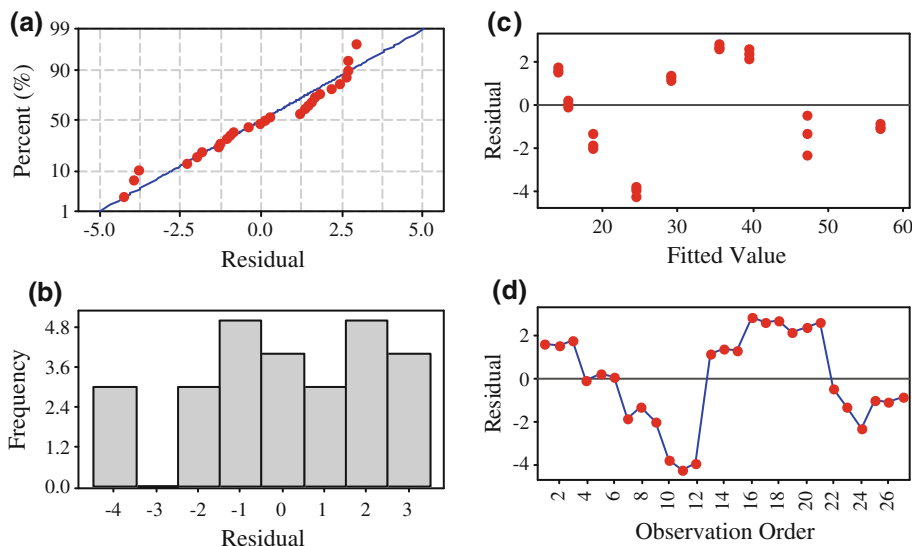 (a)
99
90
50
10
1
Percent (%)
-5.0 -2.5 0.0 2.5 5.0
Residual
(c)
2
0
-2
-4
Residual
20 30 40 50 60
Fitted Value
(b)
4.8
3.6
2.4
1.2
0.0
Frequency
-4 -3 -2 -1 0 1 2 3
Residual
(d)
2
0
-2
-4
Residual
2 4 6 8 10 12 14 16 18 20 22 24 26
Observation Order